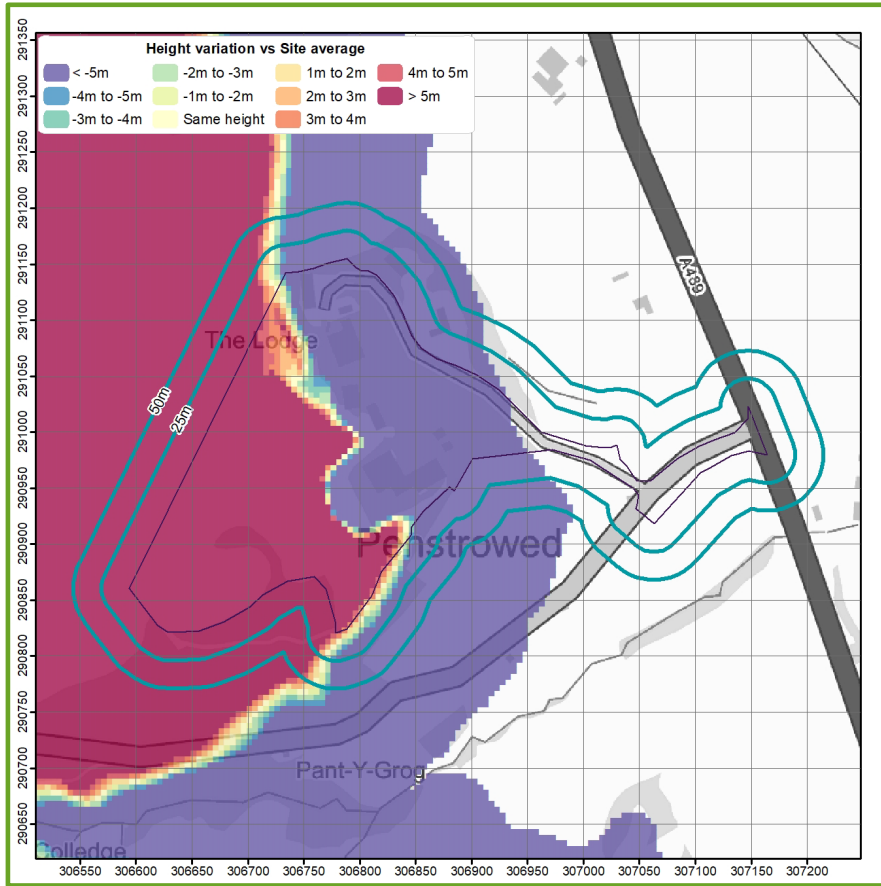 Height variation vs Site average
< -5m -2m to -3m 1m to 2m 4m to 5m
-4m to -5m -1m to -2m 2m to 3m > 5m
-3m to -4m Same height 3m to 4m
291350
291300
291250
291200
291150
291100
291050
291000
290950
290900
290850
290800
290750
290700
290650
A489
The Lodge
50m
25m
Penstrowed
Pant-Y-Grog
Colledge
306550 306600 306650 306700 306750 306800 306850 306900 306950 307000 307050 307100 307150 307200